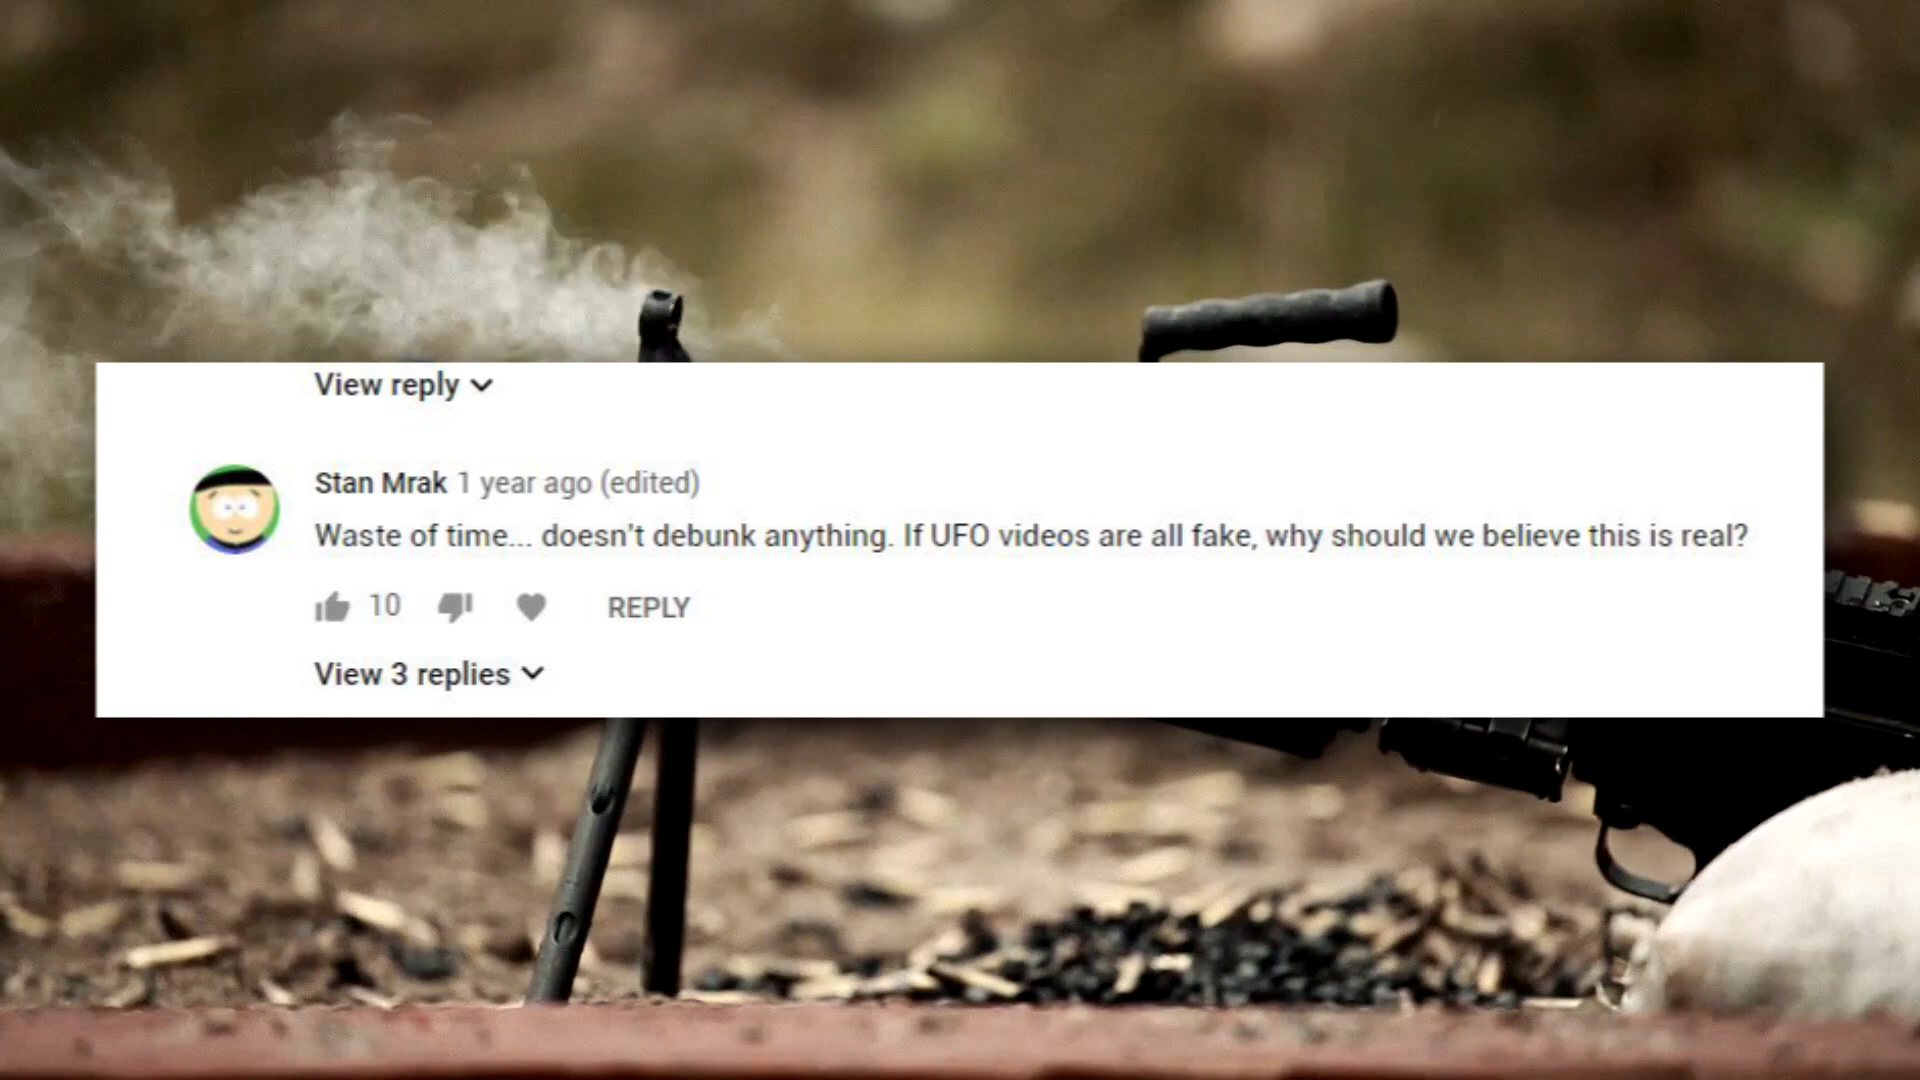 View reply
Stan Mrak 1 year ago (edited)
Waste of time... doesn't debunk anything. If UFO videos are all fake, why should we believe this is real?
10 REPLY
View 3 replies